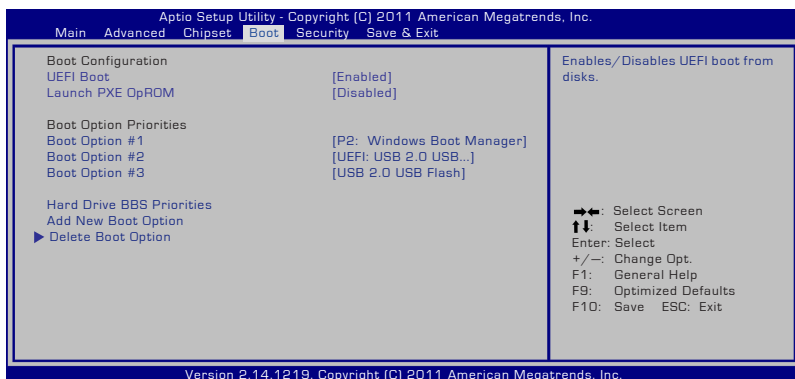 Aptio Setup Utility - Copyright (C) 2011 American Megatrends, Inc.
Main Advanced Chipset Boot Security Save & Exit
Boot Configuration
UEFI Boot [Enabled]
Launch PXE OpROM [Disabled]
Boot Option Priorities
Boot Option #1 [P2: Windows Boot Manager]
Boot Option #2 [UEFI: USB 2.0 USB...]
Boot Option #3 [USB 2.0 USB Flash]
Hard Drive BBS Priorities
Add New Boot Option
Delete Boot Option
Enables/Disables UEFI boot from
disks.
→←: Select Screen
↑↓: Select Item
Enter: Select
+/—: Change Opt.
F1: General Help
F9: Optimized Defaults
F10: Save ESC: Exit
Version 2.14.1219. Copyright (C) 2011 American Megatrends, Inc.